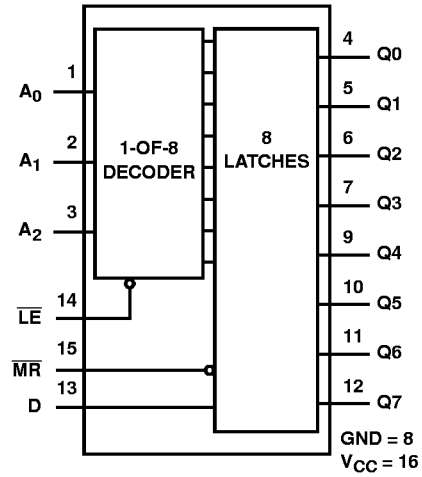 1
A0
2
A1
3
A2
1-OF-8
DECODER
8
LATCHES
14
LE
15
MR
13
D
4
Q0
5
Q1
6
Q2
7
Q3
9
Q4
10
Q5
11
Q6
12
Q7
GND = 8
VCC = 16